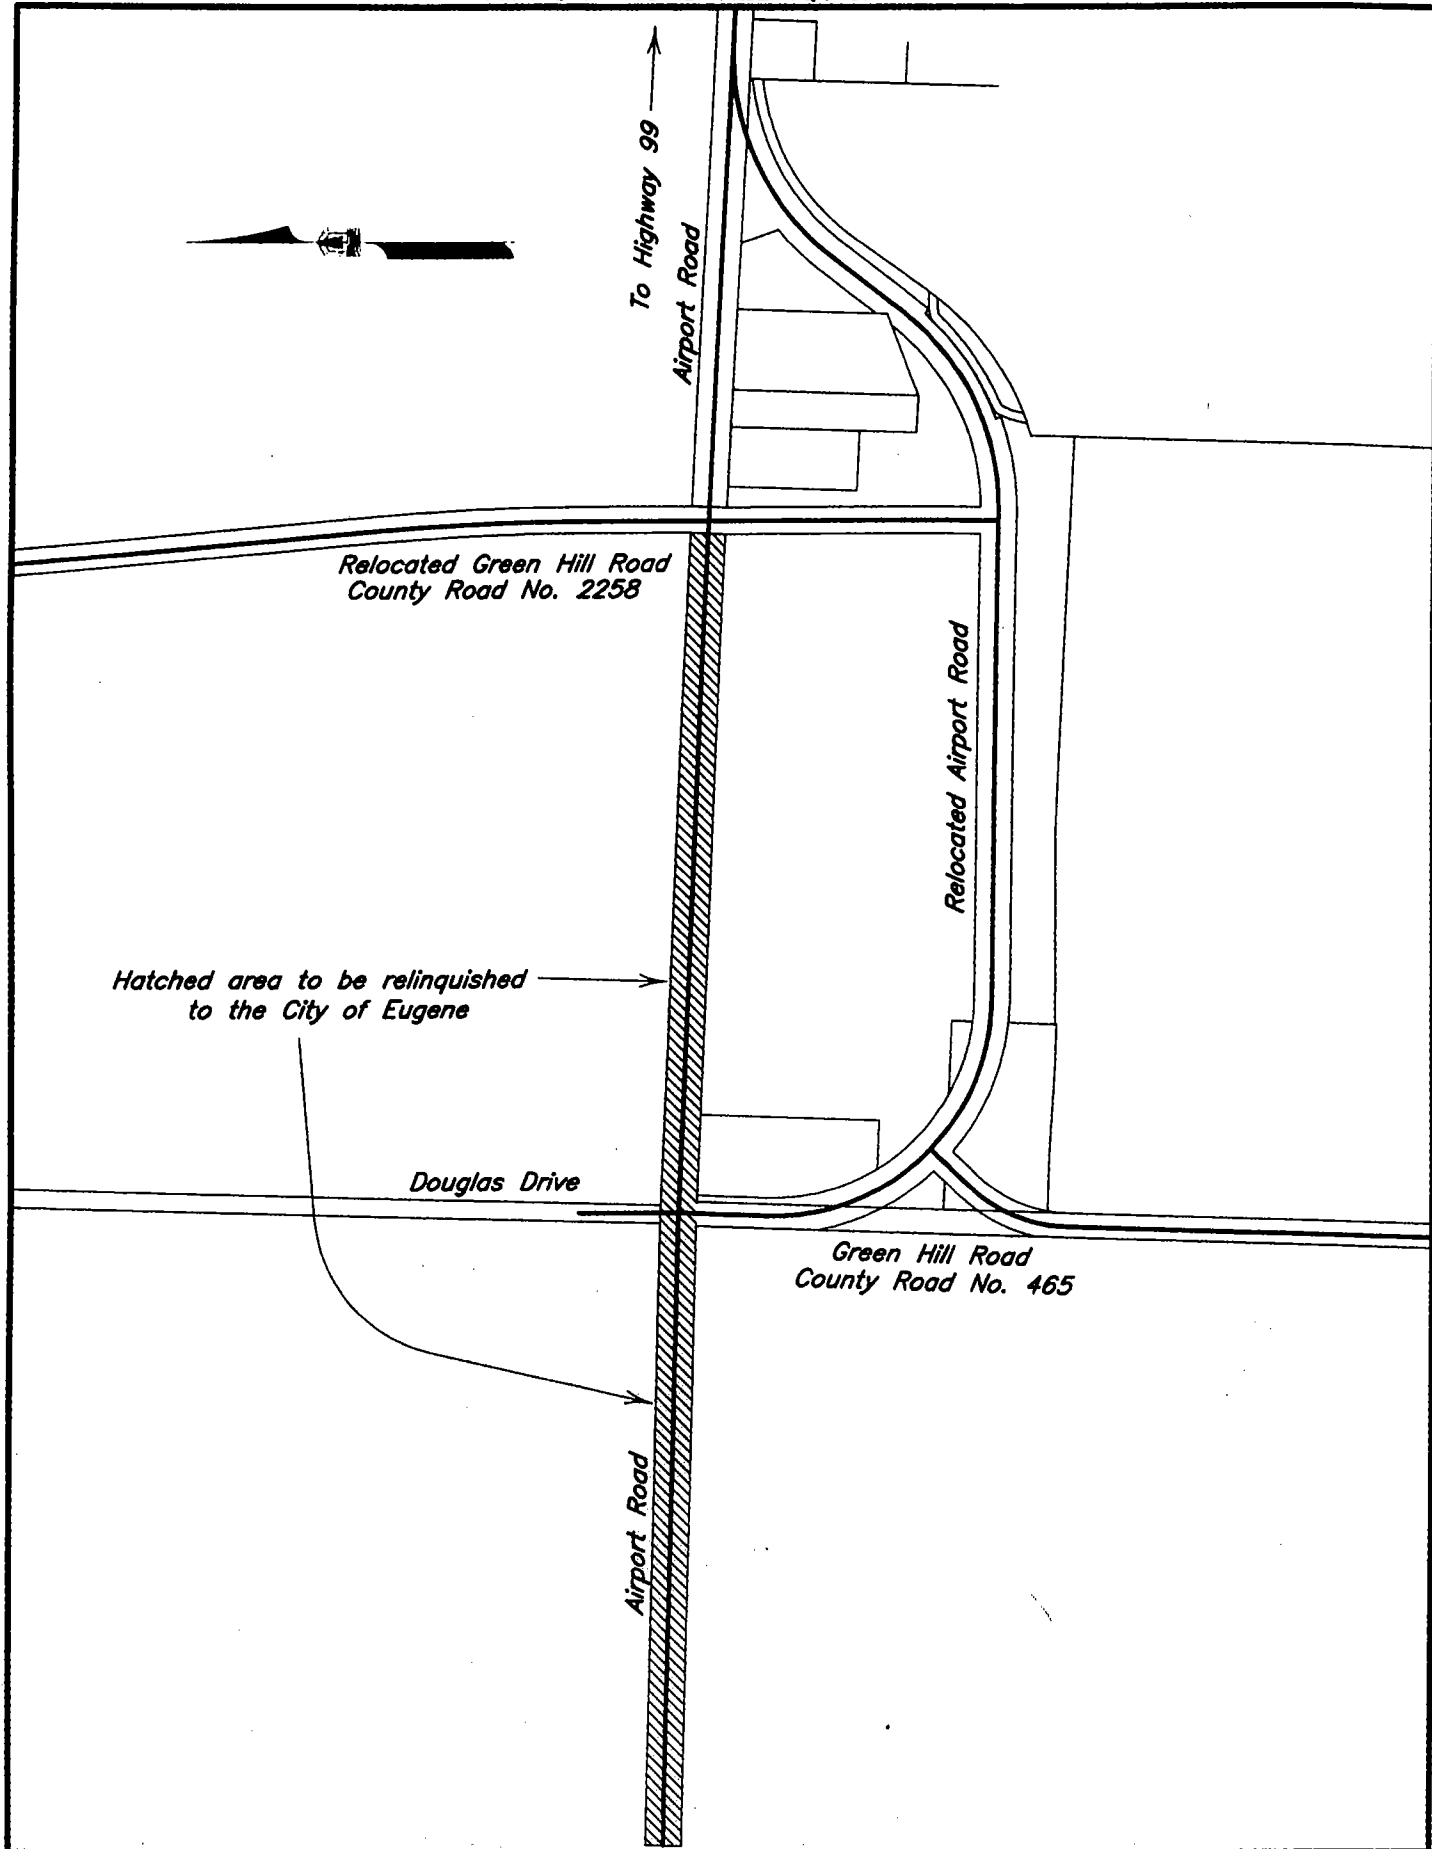 To Highway 99
Airport Road
Relocated Green Hill Road
County Road No. 2258
Relocated Airport Road
Hatched area to be relinquished
to the City of Eugene
Douglas Drive
Green Hill Road
County Road No. 465
Airport Road